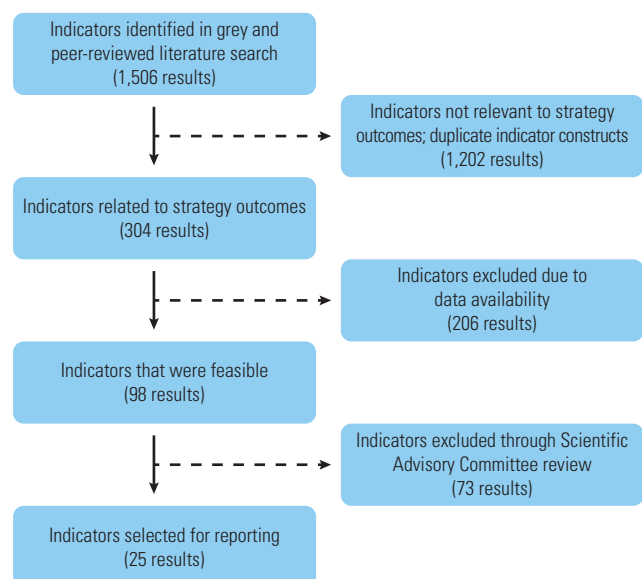 Indicators identified in grey and
peer-reviewed literature search
(1,506 results)
Indicators not relevant to strategy
outcomes; duplicate indicator constructs
(1,202 results)
Indicators related to strategy outcomes
(304 results)
Indicators excluded due to
data availability
(206 results)
Indicators that were feasible
(98 results)
Indicators excluded through Scientific
Advisory Committee review
(73 results)
Indicators selected for reporting
(25 results)